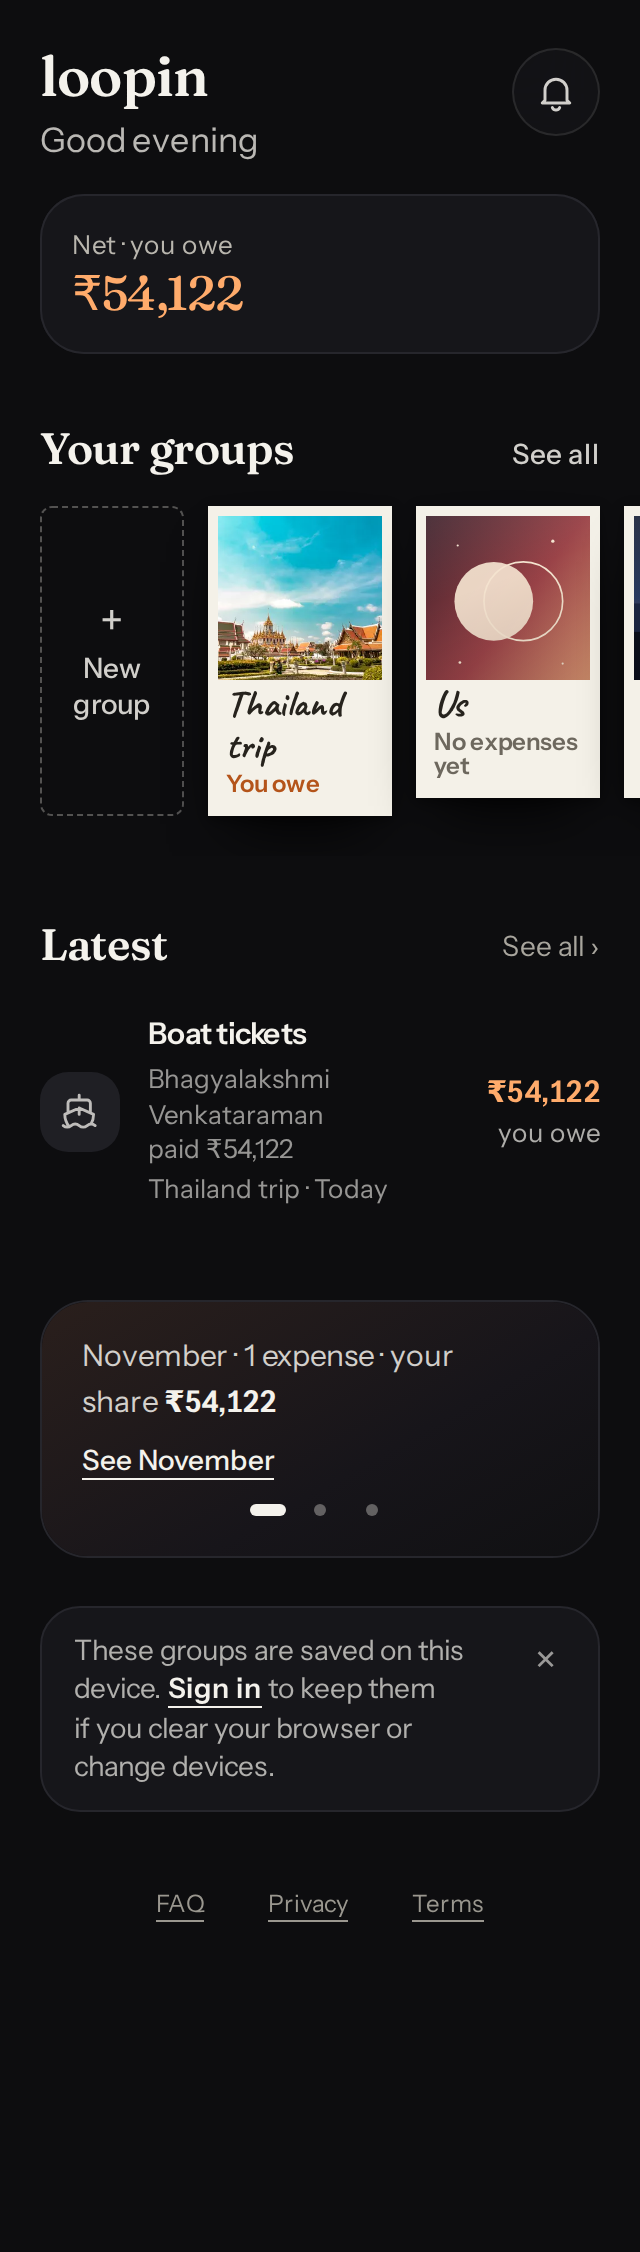 loopin
Good evening
Net · you owe
₹54,122
Your groups
See all
+
New
group
Thailand
trip
You owe
Us
No expenses
yet
Latest
See all ›
Boat tickets
Bhagyalakshmi
Venkataraman
paid ₹54,122
Thailand trip · Today
₹54,122
you owe
November · 1 expense · your
share ₹54,122
See November
These groups are saved on this
device. Sign in to keep them
if you clear your browser or
change devices.
×
FAQ
Privacy
Terms